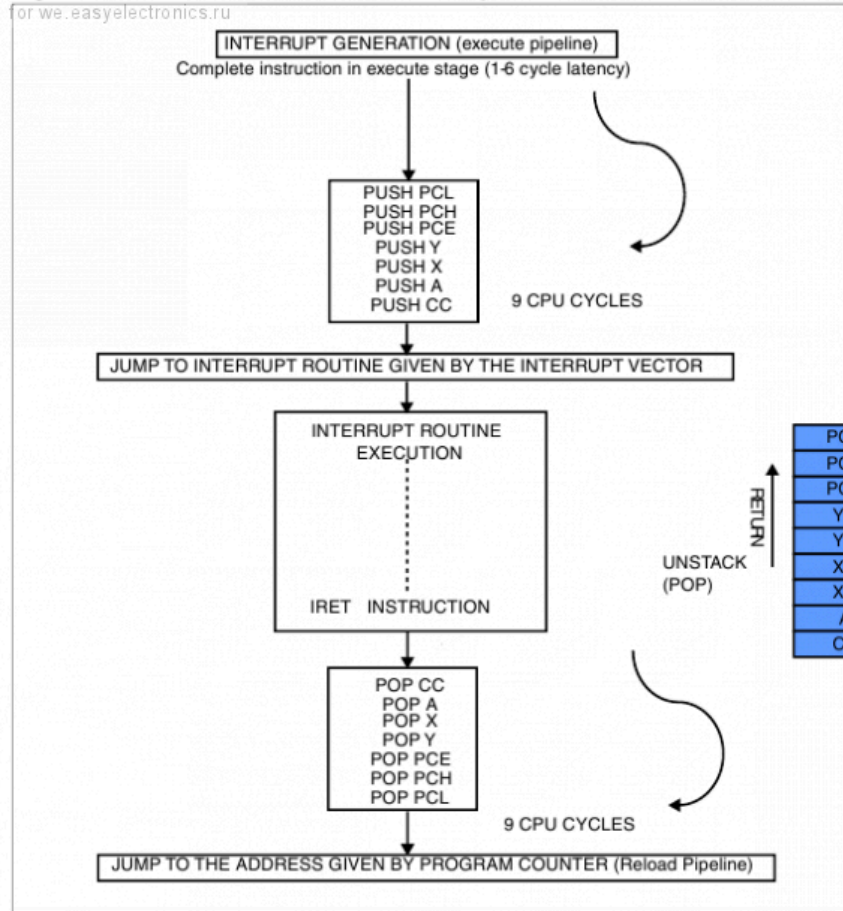 for we.easyelectronics.ru
INTERRUPT GENERATION (execute pipeline)
Complete instruction in execute stage (1-6 cycle latency)
PUSH PCL
PUSH PCH
PUSH PCE
PUSH Y
PUSH X
PUSH A
PUSH CC
9 CPU CYCLES
JUMP TO INTERRUPT ROUTINE GIVEN BY THE INTERRUPT VECTOR
INTERRUPT ROUTINE
EXECUTION
IRET INSTRUCTION
UNSTACK
(POP)
RETURN
Y
Y
X
X
POP CC
POP A
POP X
POP Y
POP PCE
POP PCH
POP PCL
9 CPU CYCLES
JUMP TO THE ADDRESS GIVEN BY PROGRAM COUNTER (Reload Pipeline)